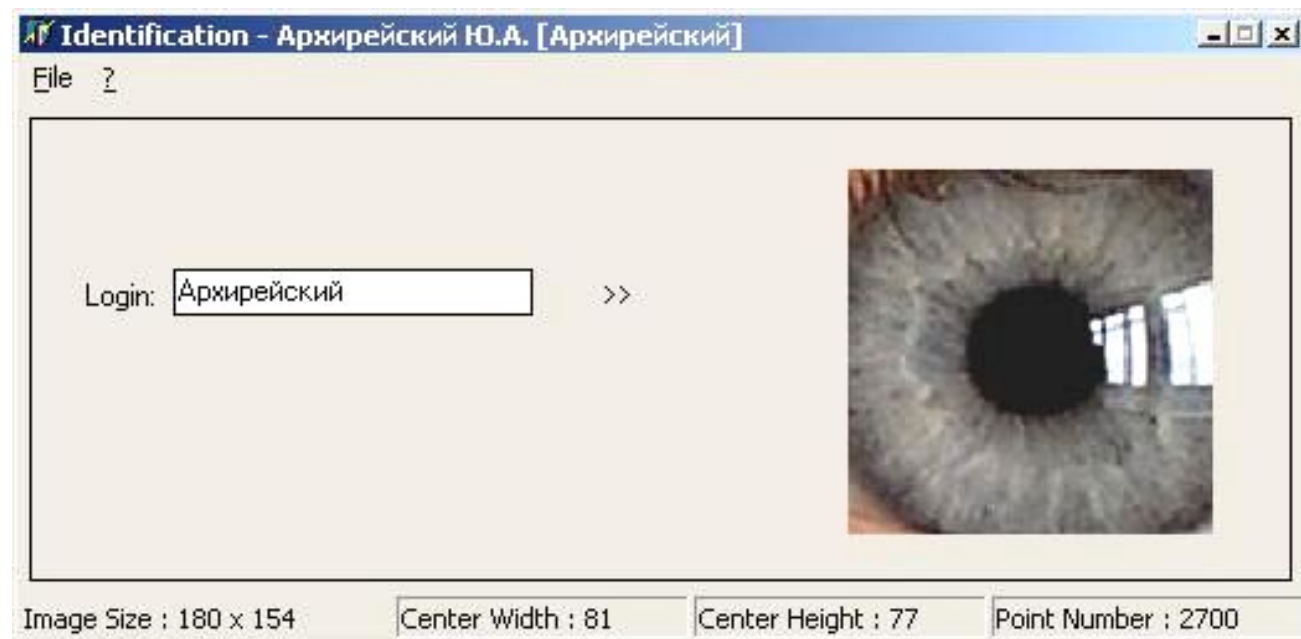 Identification - Архирейский Ю.А. [Архирейский]
File ?
Login: Архирейский >>
Image Size : 180 x 154 Center Width : 81 Center Height : 77 Point Number : 2700